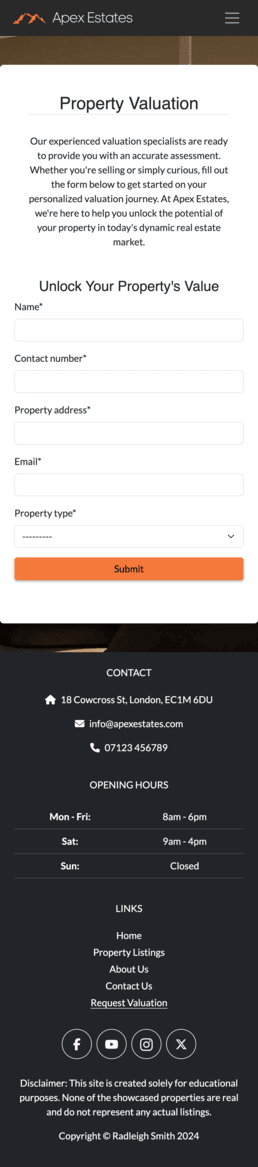 Apex Estates
Property Valuation
Our experienced valuation specialists are ready
to provide you with an accurate assessment.
Whether you're selling or simply curious, fill out
the form below to get started on your
personalized valuation journey. At Apex Estates,
we're here to help you unlock the potential of
your property in today's dynamic real estate
market.
Unlock Your Property's Value
Name*
Contact number*
Property address*
Email*
Property type*
---------
Submit
CONTACT
18 Cowcross St, London, EC1M 6DU
info@apexestates.com
07123 456789
OPENING HOURS
Mon - Fri: 8am - 6pm
Sat: 9am - 4pm
Sun: Closed
LINKS
Home
Property Listings
About Us
Contact Us
Request Valuation
Disclaimer: This site is created solely for educational
purposes. None of the showcased properties are real
and do not represent any actual listings.
Copyright © Radleigh Smith 2024